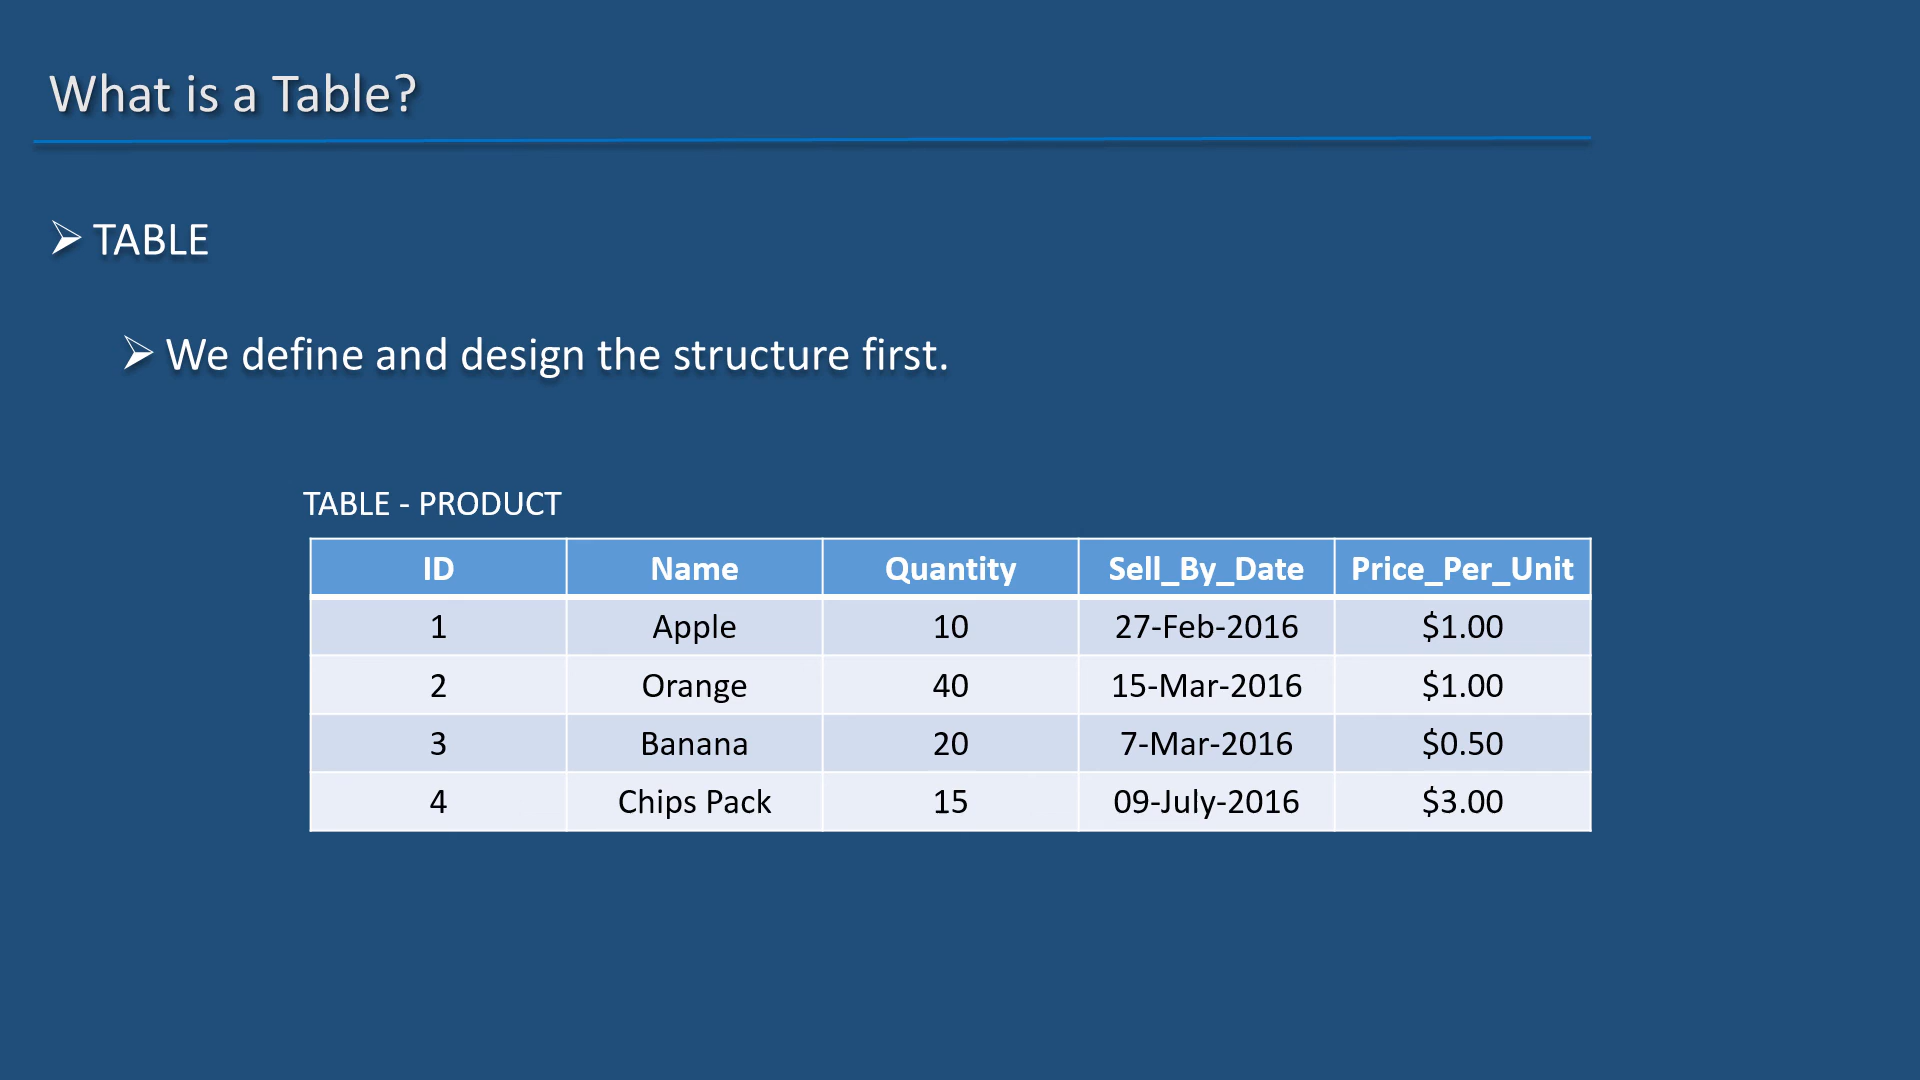 What is a Table?
TABLE
We define and design the structure first.
TABLE - PRODUCT
ID Name Quantity Sell_By_Date Price_Per_Unit
1 Apple 10 27-Feb-2016 $1.00
2 Orange 40 15-Mar-2016 $1.00
3 Banana 20 7-Mar-2016 $0.50
4 Chips Pack 15 09-July-2016 $3.00